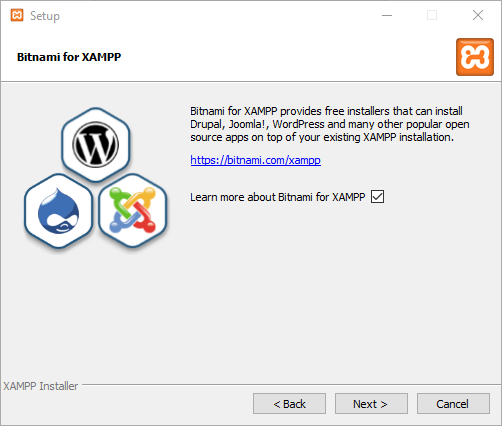 Setup
Bitnami for XAMPP
Bitnami for XAMPP provides free installers that can install
Drupal, Joomla!, WordPress and many other popular open
source apps on top of your existing XAMPP installation.
https://bitnami.com/xampp
Learn more about Bitnami for XAMPP
XAMPP Installer
< Back
Next >
Cancel